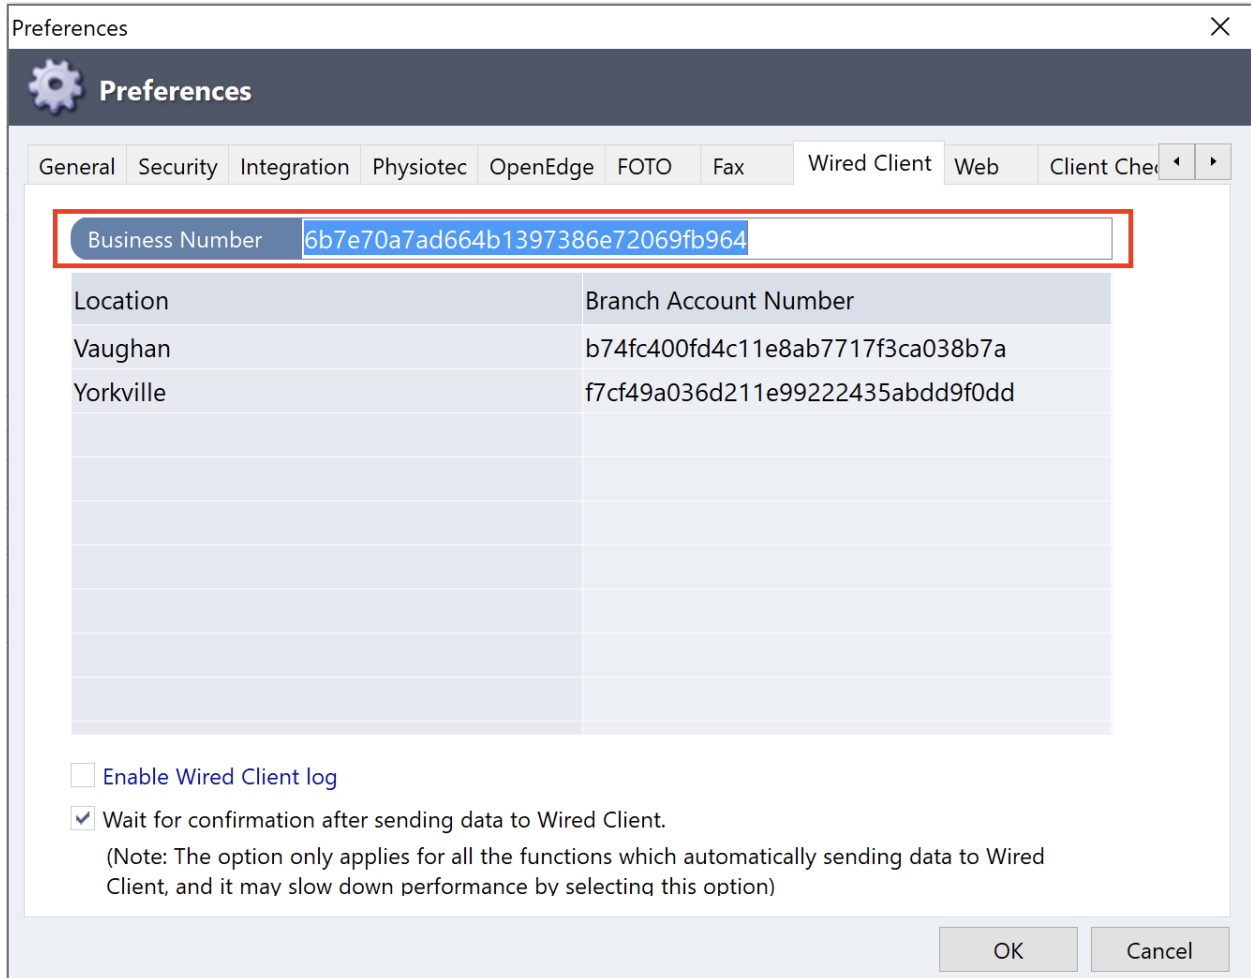 Preferences
Preferences
General Security Integration Physiotec OpenEdge FOTO Fax Wired Client Web Client Chec
Business Number 6b7e70a7ad664b1397386e72069fb964
Location Branch Account Number
Vaughan b74fc400fd4c11e8ab7717f3ca038b7a
Yorkville f7cf49a036d211e99222435abdd9f0dd
Enable Wired Client log
Wait for confirmation after sending data to Wired Client.
(Note: The option only applies for all the functions which automatically sending data to Wired
Client, and it may slow down performance by selecting this option)
OK Cancel